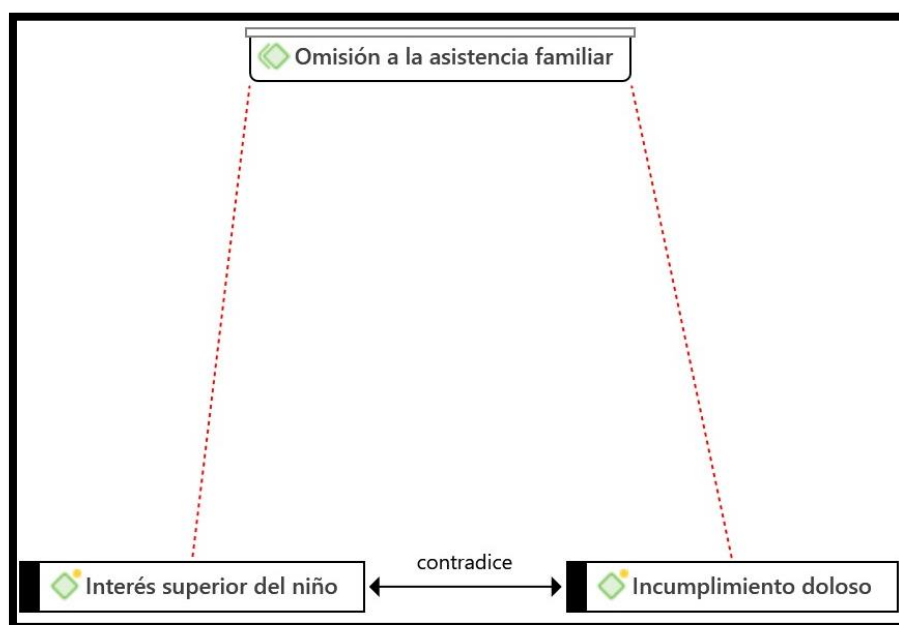 Omisión a la asistencia familiar
contradice
Interés superior del niño
Incumplimiento doloso